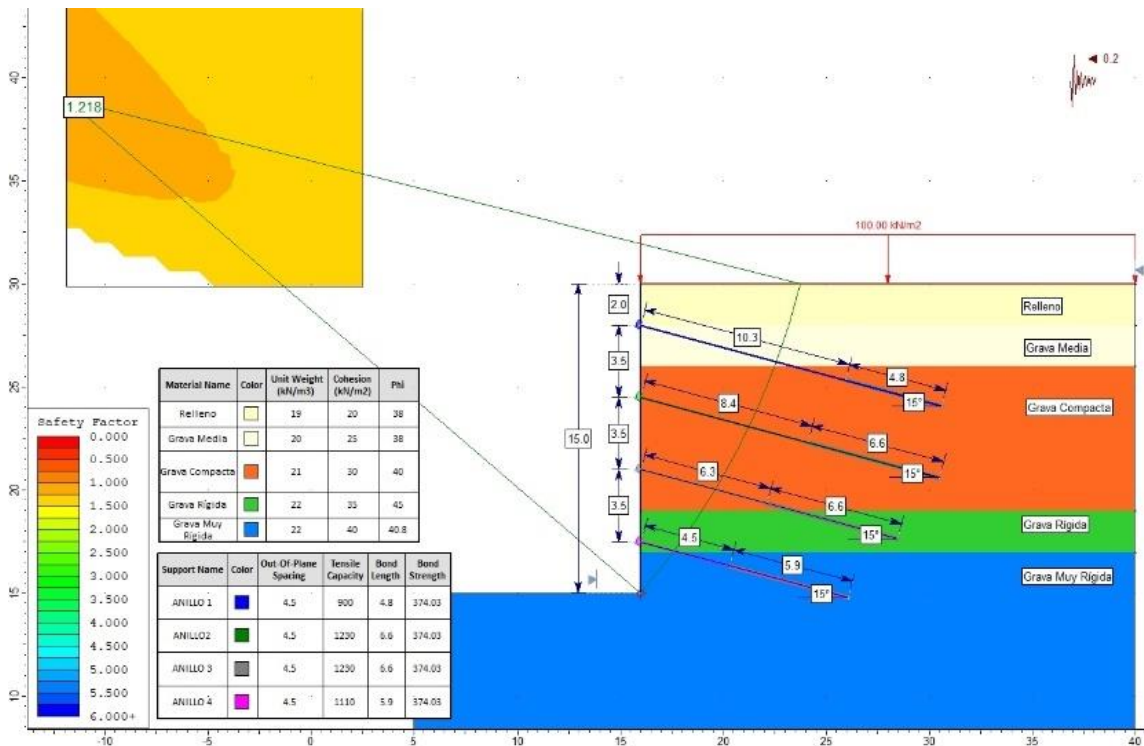 40
35
30
25
20
15
10
1.218
0.2
100.00 kN/m2
2.0
3.5
3.5
3.5
15.0
10.3
4.8
15°
8.4
6.6
15°
6.3
6.6
15°
4.5
5.9
15°
Relleno
Grava Media
Grava Compacta
Grava Rígida
Grava Muy Rígida
Material Name Color Unit Weight (kN/m3) Cohesion (kN/m2) Phi
Relleno 19 20 38
Grava Media 20 25 38
Grava Compacta 21 30 40
Grava Rígida 22 35 45
Grava Muy Rígida 22 40 40.8
Support Name Color Out-Of-Plane Spacing Tensile Capacity Bond Length Bond Strength
ANILLO 1 4.5 900 4.8 374.03
ANILLO2 4.5 1230 6.6 374.03
ANILLO 3 4.5 1230 6.6 374.03
ANILLO 4 4.5 1110 5.9 374.03
Safety Factor
0.000
0.500
1.000
1.500
2.000
2.500
3.000
3.500
4.000
4.500
5.000
5.500
6.000+
-10 -5 0 5 10 15 20 25 30 35 40